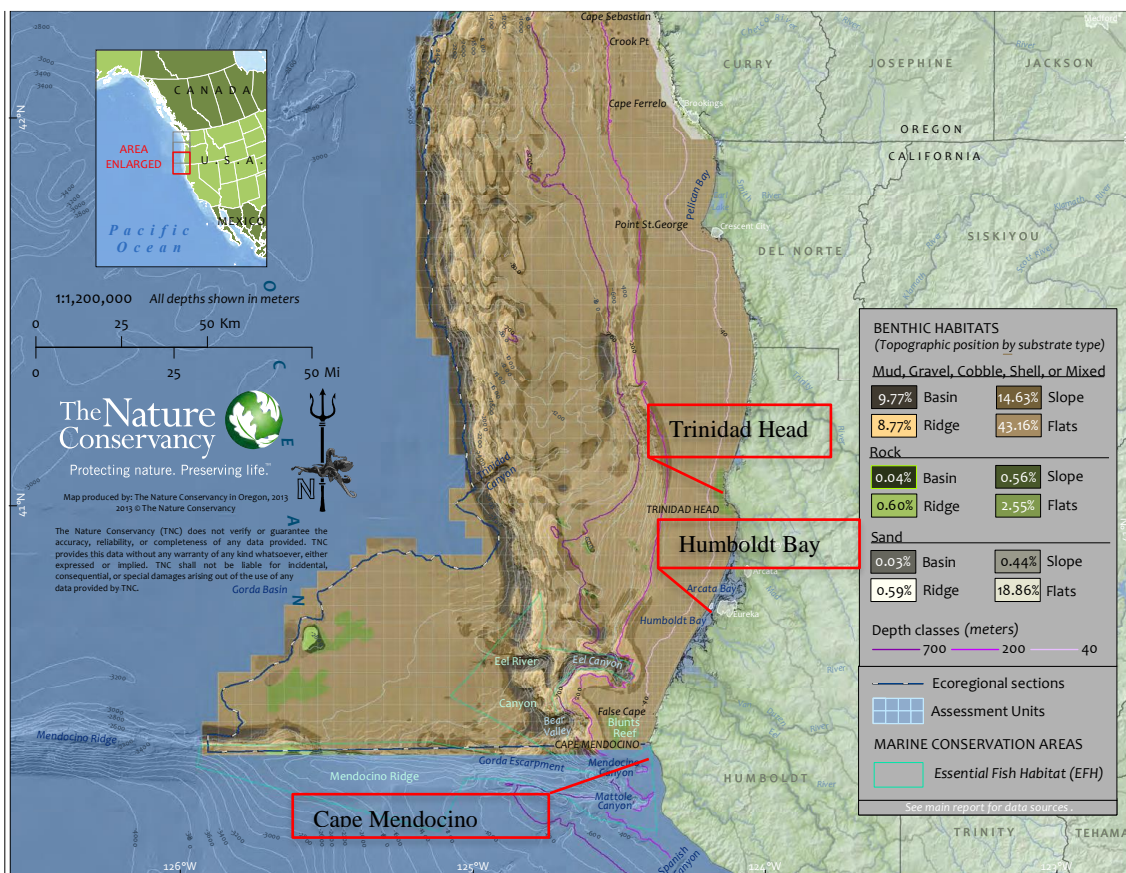 Cape Sebastian
Crook Pt
Cape Ferrelo
Brookings
CURRY
JOSEPHINE
JACKSON
OREGON
CALIFORNIA
42°N
CANADA
U.S.A.
MEXICO
AREA
ENLARGED
Pacific
Ocean
Pelican Bay
Point St.George
Crescent City
DEL NORTE
SISKIYOU
1:1,200,000 All depths shown in meters
0 25 50 Km
0 25 50 Mi
The Nature
Conservancy
Protecting nature. Preserving life.™
N
Map produced by: The Nature Conservancy in Oregon, 2013
2013 © The Nature Conservancy
The Nature Conservancy (TNC) does not verify or guarantee the
accuracy, reliability, or completeness of any data provided. TNC
provides this data without any warranty of any kind whatsoever, either
expressed or implied. TNC shall not be liable for incidental,
consequential, or special damages arising out of the use of any
data provided by TNC.
O
C
E
A
N
41°N
Gorda Basin
Trinidad
Canyon
Trinidad Head
TRINIDAD HEAD
Humboldt Bay
Arcata
Arcata Bay
Eureka
Humboldt Bay
Eel River
Canyon
Eel Canyon
Bear
Valley
False Cape
Blunts
Reef
CAPE MENDOCINO
Mendocino Ridge
Gorda Escarpment
Mendocino
Canyon
Mendocino Ridge
Mattole
Canyon
Cape Mendocino
Spanish
Canyon
HUMBOLDT
TRINITY
TEHAMA
126°W
125°W
124°W
123°W
BENTHIC HABITATS
(Topographic position by substrate type)
Mud, Gravel, Cobble, Shell, or Mixed
9.77% Basin 14.63% Slope
8.77% Ridge 43.16% Flats
Rock
0.04% Basin 0.56% Slope
0.60% Ridge 2.55% Flats
Sand
0.03% Basin 0.44% Slope
0.59% Ridge 18.86% Flats
Depth classes (meters)
700 200 40
Ecoregional sections
Assessment Units
MARINE CONSERVATION AREAS
Essential Fish Habitat (EFH)
See main report for data sources .